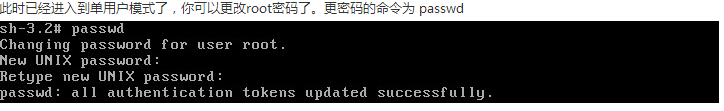 此时已经进入到单用户模式了，你可以更改root密码了。更密码的命令为 passwd
sh-3.2# passwd
Changing password for user root.
New UNIX password:
Retype new UNIX password:
passwd: all authentication tokens updated successfully.